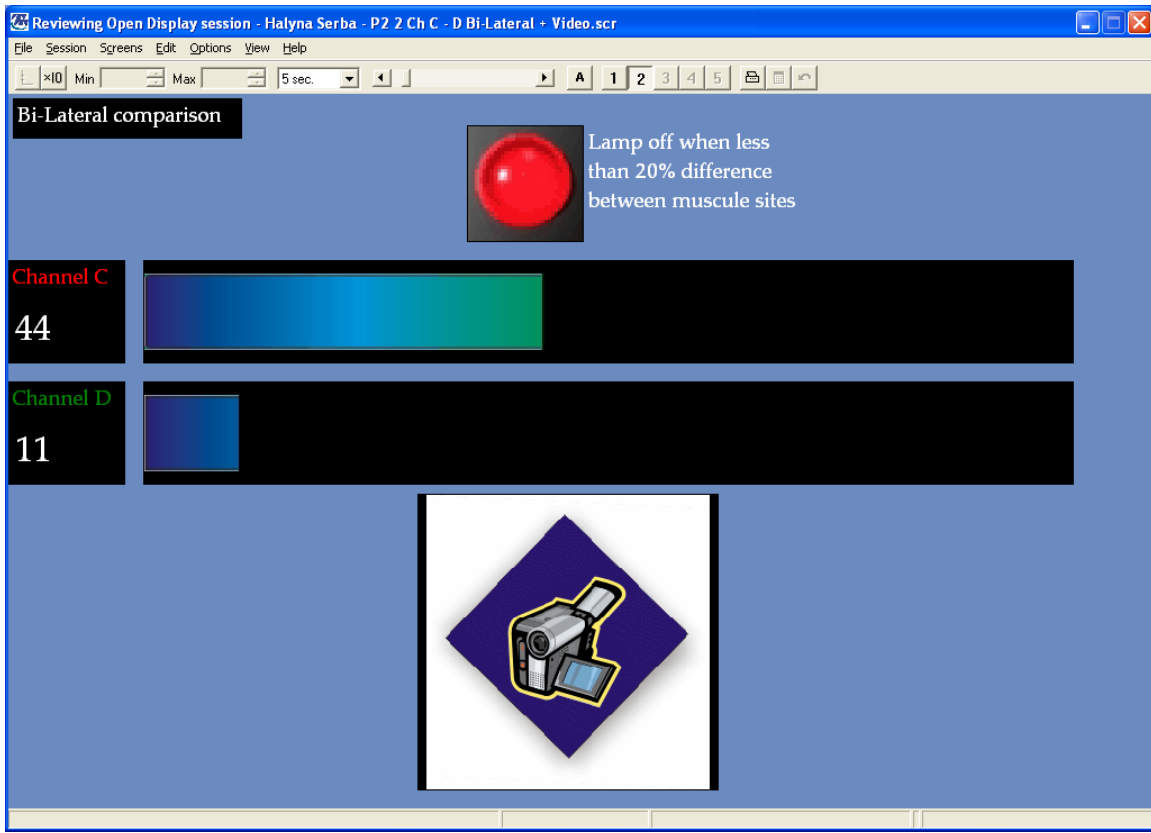 Reviewing Open Display session - Halyna Serba - P2 2 Ch C - D Bi-Lateral + Video.scr
File Session Screens Edit Options View Help
×10 Min Max 5 sec. A 1 2 3 4 5
Bi-Lateral comparison
Lamp off when less
than 20% difference
between muscule sites
Channel C
44
Channel D
11